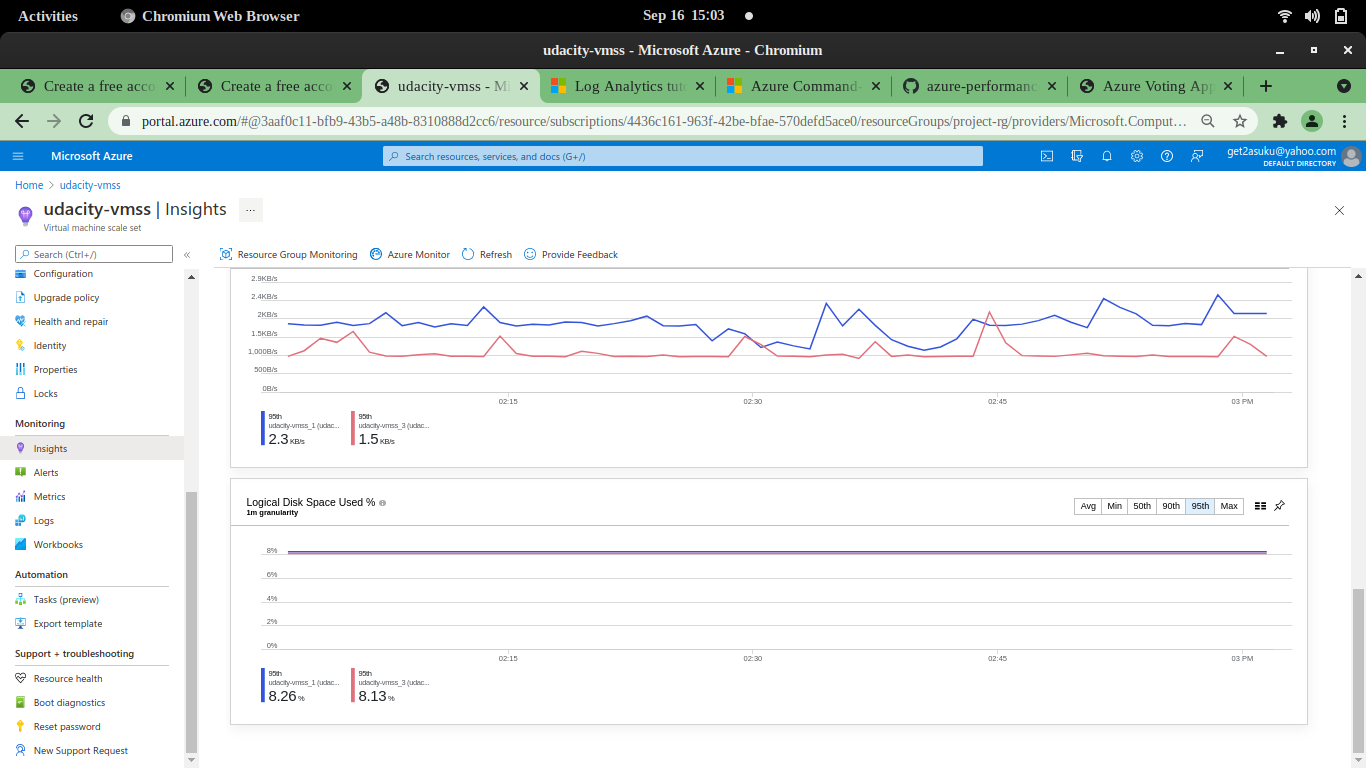 Activities
Chromium Web Browser
Sep 16 15:03
udacity-vmss - Microsoft Azure - Chromium
Create a free acco
Create a free acco
udacity-vmss - Mi
Log Analytics tut
Azure Command-
azure-performanc
Azure Voting App
portal.azure.com/#@3aaf0c11-bfb9-43b5-a48b-8310888d2cc6/resource/subscriptions/4436c161-963f-42be-bfae-570defd5ace0/resourceGroups/project-rg/providers/Microsoft.Comput...
Microsoft Azure
Search resources, services, and docs (G+/)
get2asuku@yahoo.com
DEFAULT DIRECTORY
Home > udacity-vmss
udacity-vmss | Insights
...
Virtual machine scale set
Search (Ctrl+/)
«
Resource Group Monitoring
Azure Monitor
Refresh
Provide Feedback
Configuration
Upgrade policy
Health and repair
Identity
Properties
Locks
Monitoring
Insights
Alerts
Metrics
Logs
Workbooks
Automation
Tasks (preview)
Export template
Support + troubleshooting
Resource health
Boot diagnostics
Reset password
New Support Request
2.9KB/s
2.4KB/s
2KB/s
1.5KB/s
1,000B/s
500B/s
0B/s
02:15
02:30
02:45
03 PM
95th
udacity-vmss_1 (udac...
2.3 KB/s
95th
udacity-vmss_3 (udac...
1.5 KB/s
Logical Disk Space Used %
1m granularity
Avg
Min
50th
90th
95th
Max
8%
6%
4%
2%
0%
02:15
02:30
02:45
03 PM
95th
udacity-vmss_1 (udac...
8.26 %
95th
udacity-vmss_3 (udac...
8.13 %